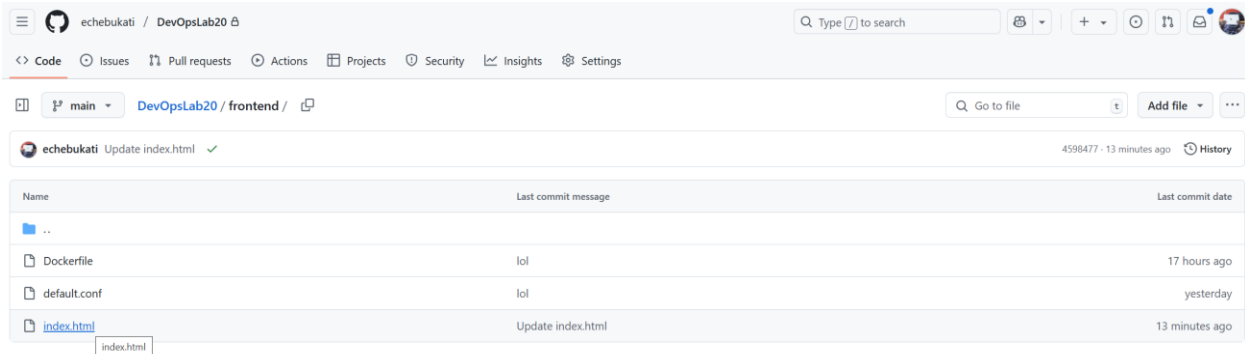 echebukati / DevOpsLab20
Type / to search
Code Issues Pull requests Actions Projects Security Insights Settings
main DevOpsLab20 / frontend / Go to file t Add file
echebukati Update index.html 4598477 · 13 minutes ago History
Name Last commit message Last commit date
..
Dockerfile lol 17 hours ago
default.conf lol yesterday
index.html Update index.html 13 minutes ago
index.html